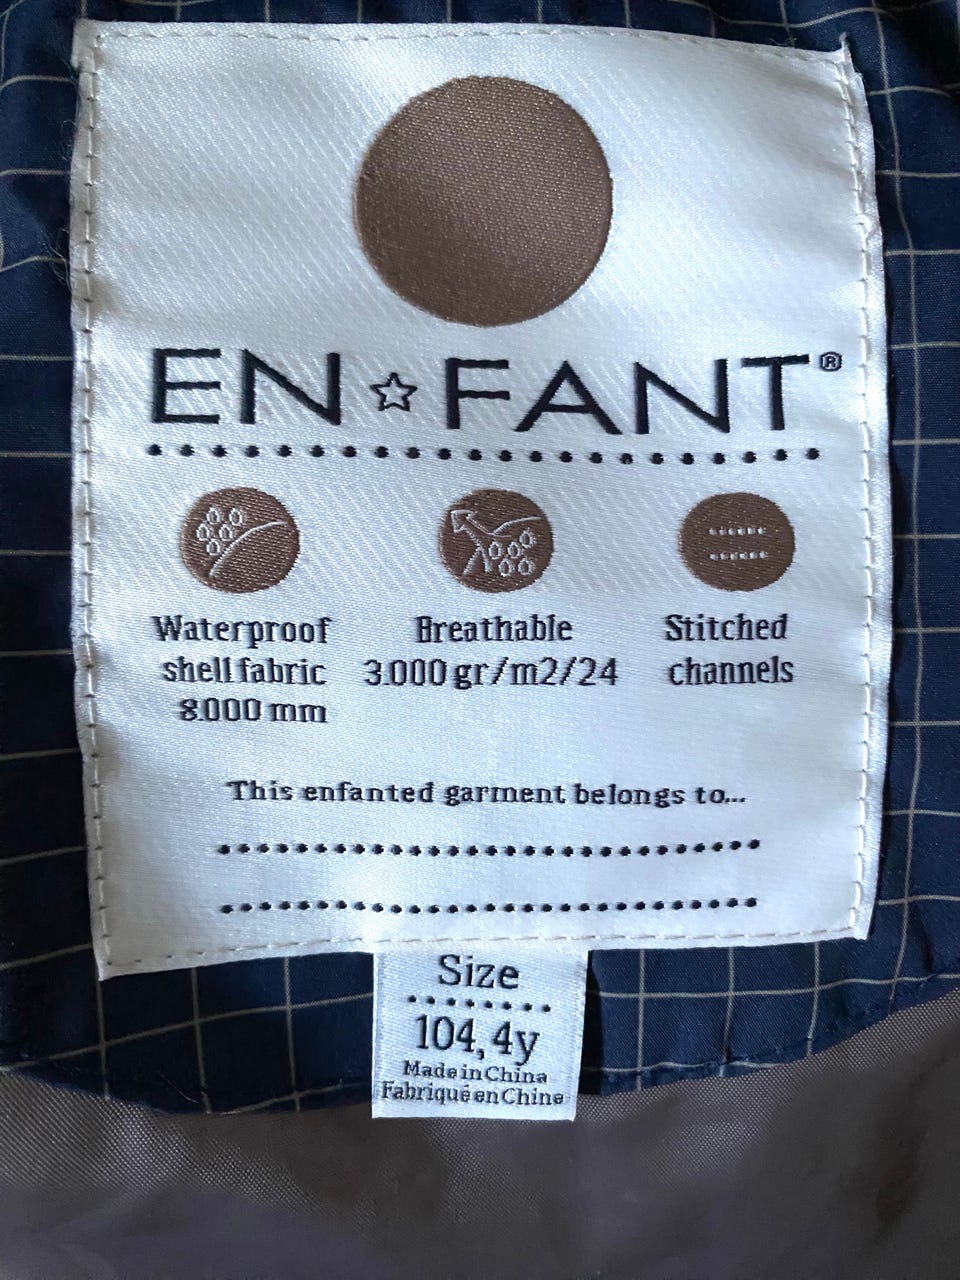 EN☆FANT®
Waterproof shell fabric 8.000 mm
Breathable 3.000 gr/m2/24
Stitched channels
This enfanted garment belongs to...
Size
104, 4y
Made in China
Fabriqué en Chine